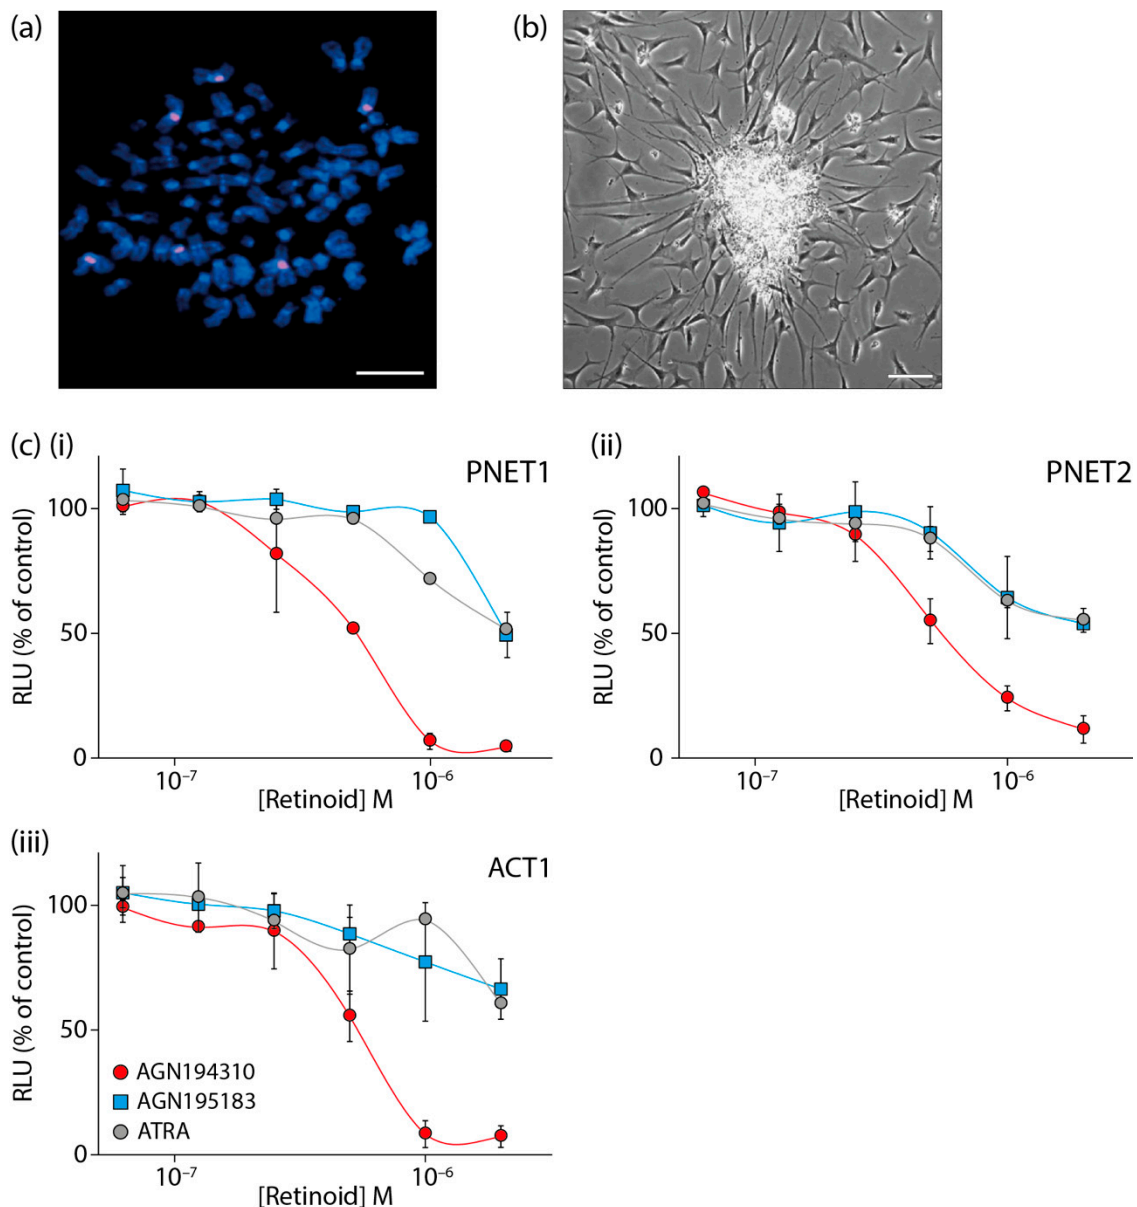 (a)
(b)
(c) (i)
PNET1
RLU (% of control)
100
50
0
10⁻⁷
10⁻⁶
[Retinoid] M
(ii)
PNET2
RLU (% of control)
100
50
0
10⁻⁷
10⁻⁶
[Retinoid] M
(iii)
ACT1
RLU (% of control)
100
50
0
AGN194310
AGN195183
ATRA
10⁻⁷
10⁻⁶
[Retinoid] M